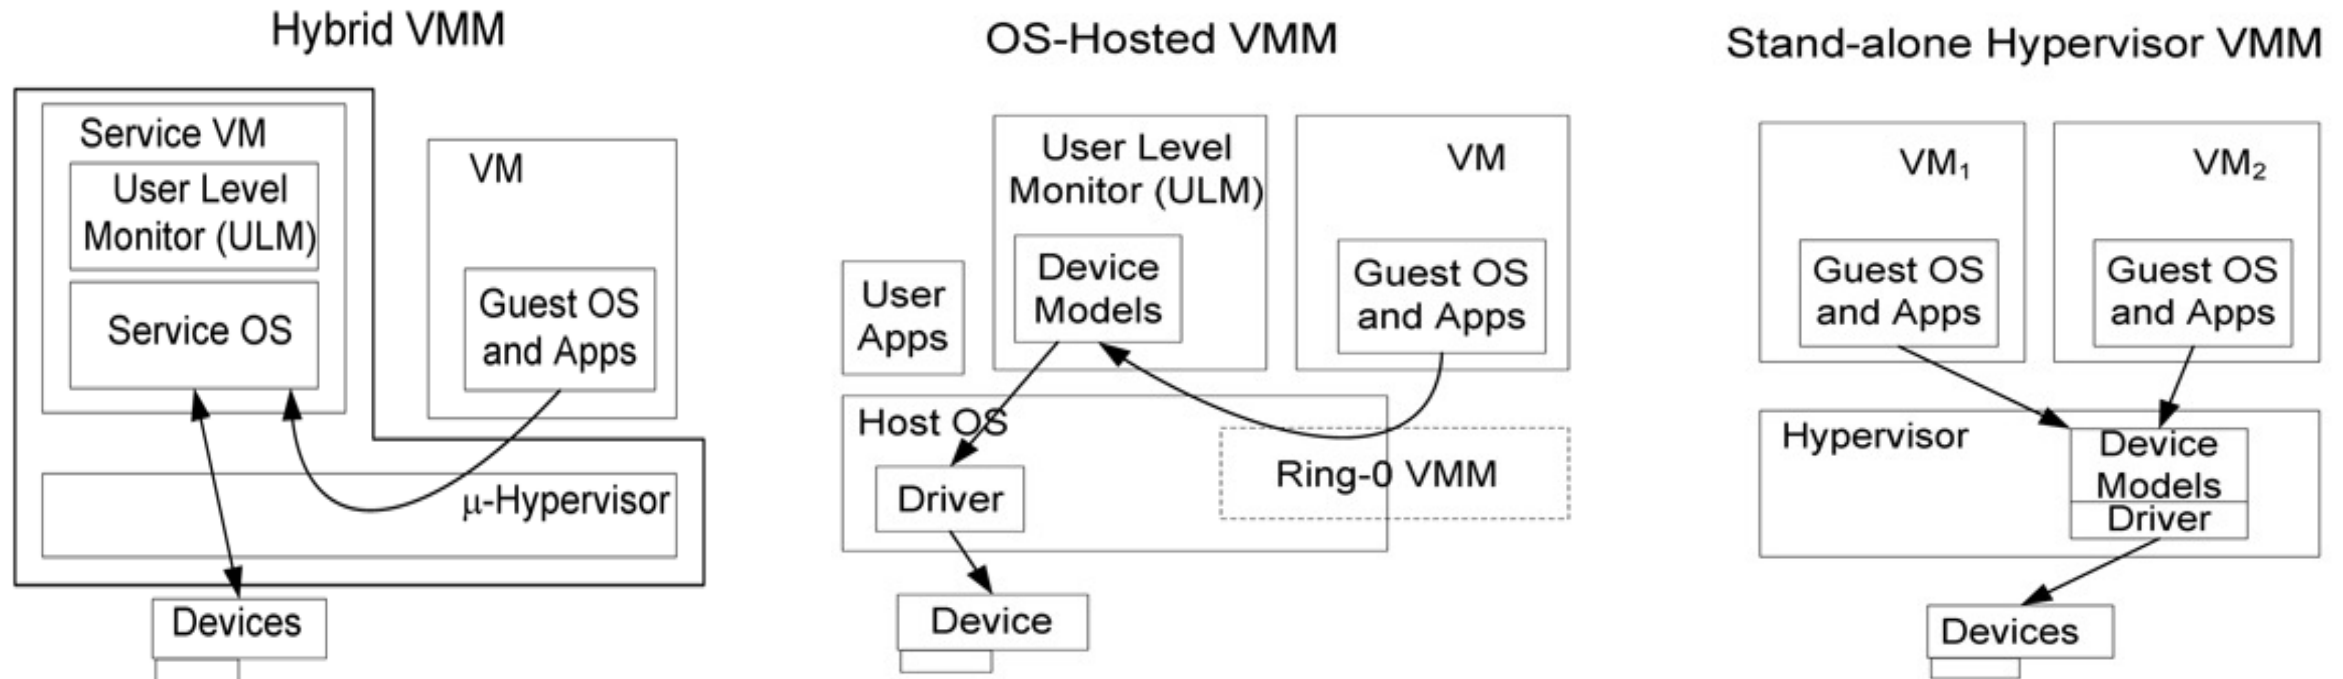 Hybrid VMM
Service VM
User Level
Monitor (ULM)
Service OS
VM
Guest OS
and Apps
μ-Hypervisor
Devices
OS-Hosted VMM
User Level
Monitor (ULM)
Device
Models
VM
Guest OS
and Apps
User
Apps
Host OS
Ring-0 VMM
Driver
Device
Stand-alone Hypervisor VMM
VM₁
Guest OS
and Apps
VM₂
Guest OS
and Apps
Hypervisor
Device
Models
Driver
Devices